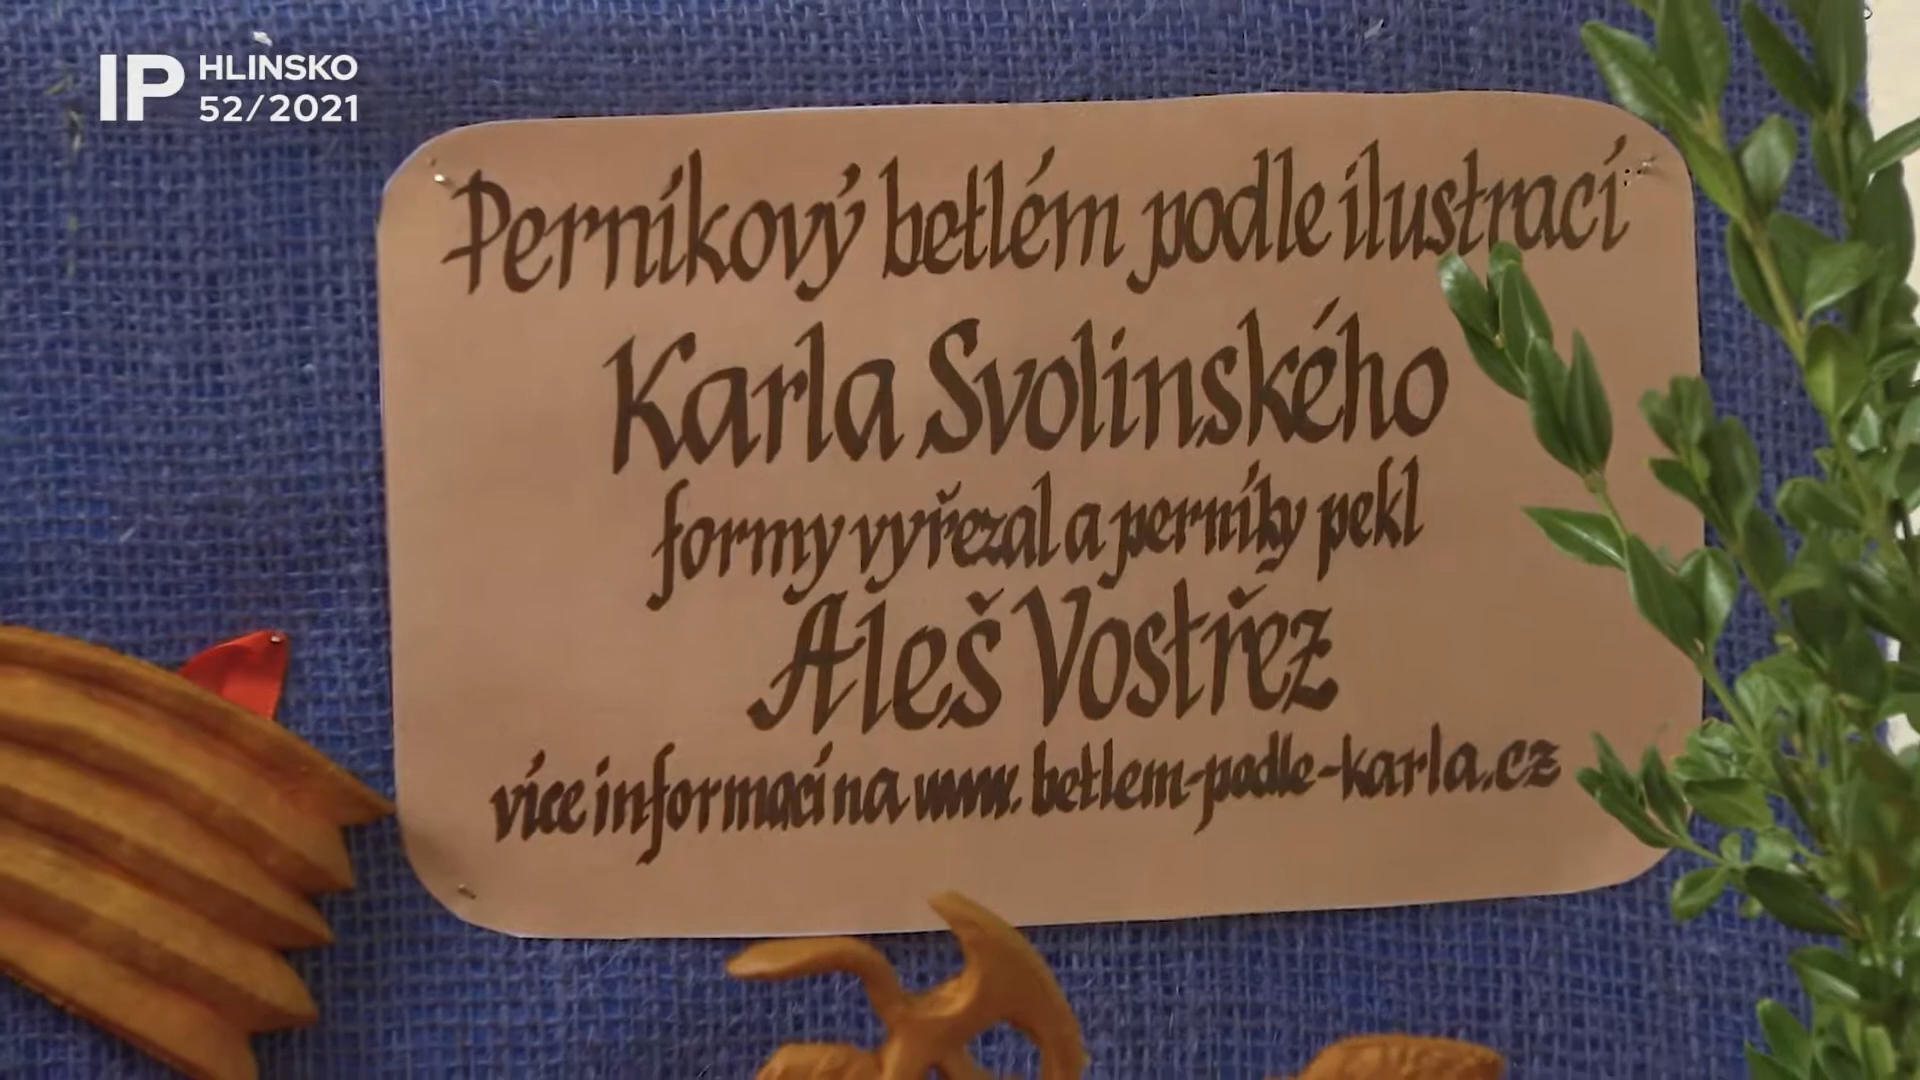 IP HLINSKO
52/2021
Perníkový betlém podle ilustrací
Karla Svolinského
formy vyřezal a perníky pekl
Aleš Vostřez
více informací na www.betlem-podle-karla.cz